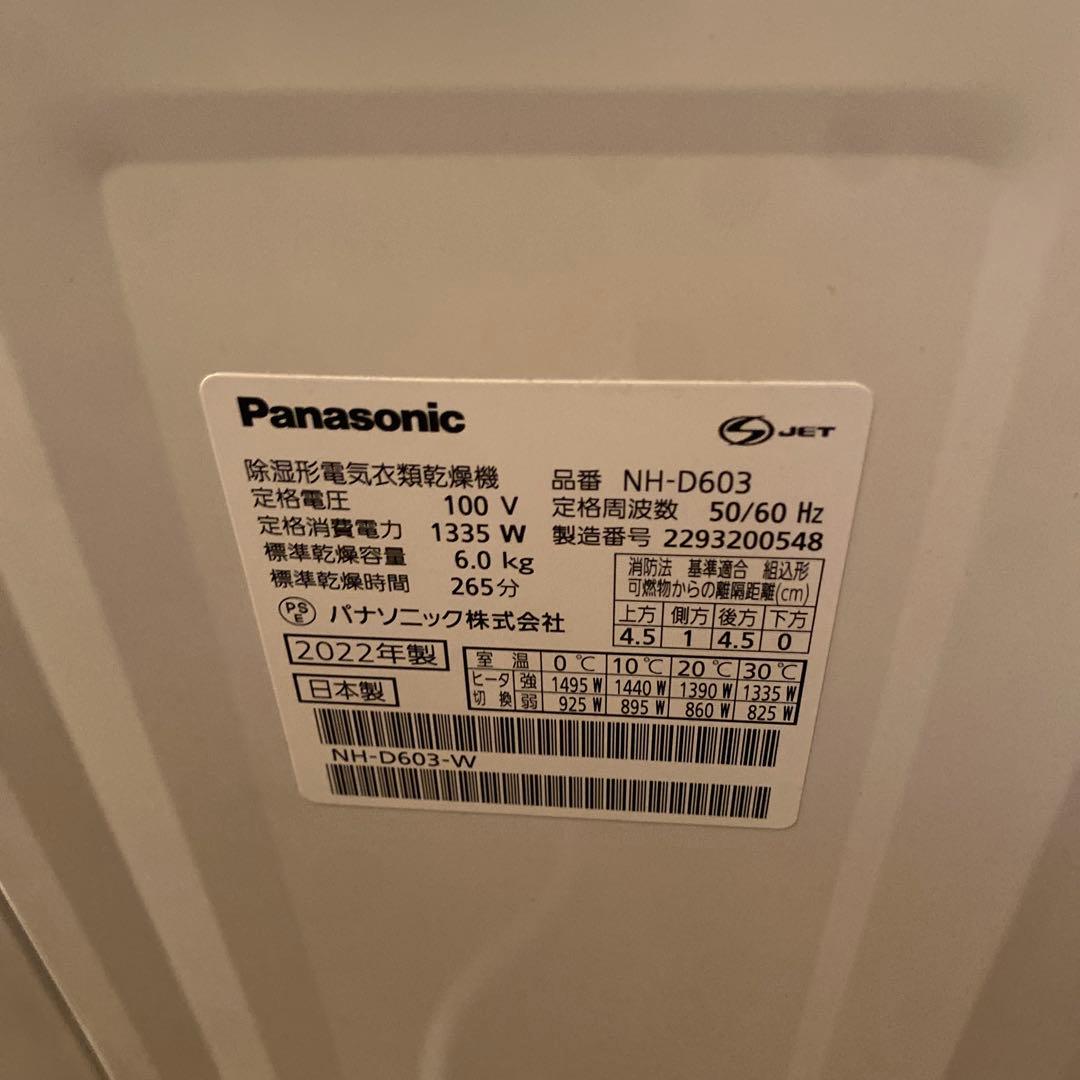 Panasonic
JET
除湿形電気衣類乾燥機
品番 NH-D603
定格電圧 100 V
定格周波数 50/60 Hz
定格消費電力 1335 W
製造番号 2293200548
標準乾燥容量 6.0 kg
標準乾燥時間 265分
消防法 基準適合 組込形
可燃物からの離隔距離(cm)
上方 側方 後方 下方
4.5 1 4.5 0
PS E パナソニック株式会社
2022年製
日本製
室温 0℃ 10℃ 20℃ 30℃
ヒータ切換 強 1495 W 1440 W 1390 W 1335 W
弱 925 W 895 W 860 W 825 W
NH-D603-W